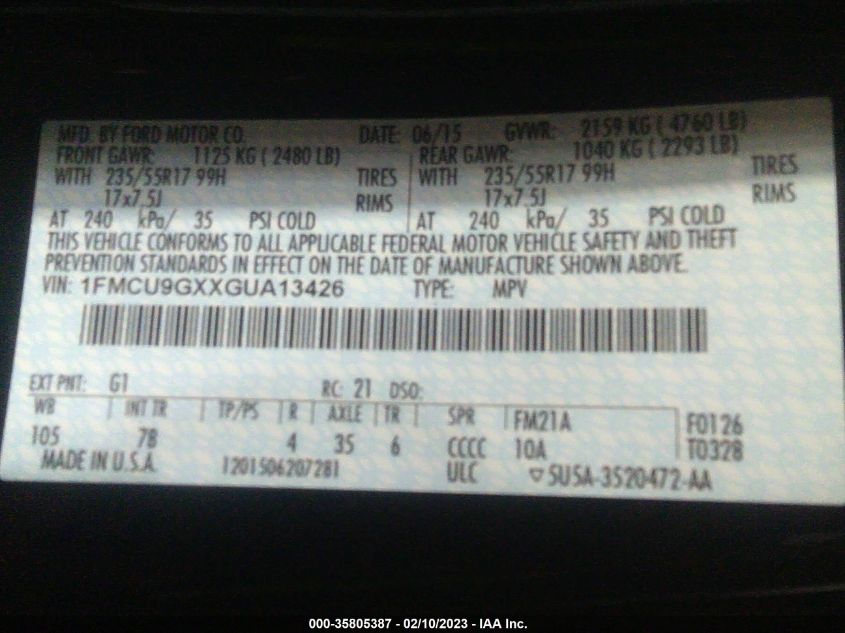 MFD. BY FORD MOTOR CO. DATE: 06/15 GVWR: 2159 KG ( 4760 LB)
FRONT GAWR: 1125 KG ( 2480 LB) REAR GAWR: 1040 KG ( 2293 LB)
WITH 235/55R17 99H TIRES WITH 235/55R17 99H TIRES
17x7.5J RIMS 17x7.5J RIMS
AT 240 kPa/ 35 PSI COLD AT 240 kPa/ 35 PSI COLD
THIS VEHICLE CONFORMS TO ALL APPLICABLE FEDERAL MOTOR VEHICLE SAFETY AND THEFT
PREVENTION STANDARDS IN EFFECT ON THE DATE OF MANUFACTURE SHOWN ABOVE.
VIN: 1FMCU9GXXGUA13426 TYPE: MPV
EXT PNT: G1 RC: 21 DSO:
WB INT TR TP/PS R AXLE TR SPR FM21A F0126
105 7B 4 35 6 CCCC 10A T0328
MADE IN U.S.A. 1201506207281 ULC ▽SU5A-3520472-AA
000-35805387 - 02/10/2023 - IAA Inc.